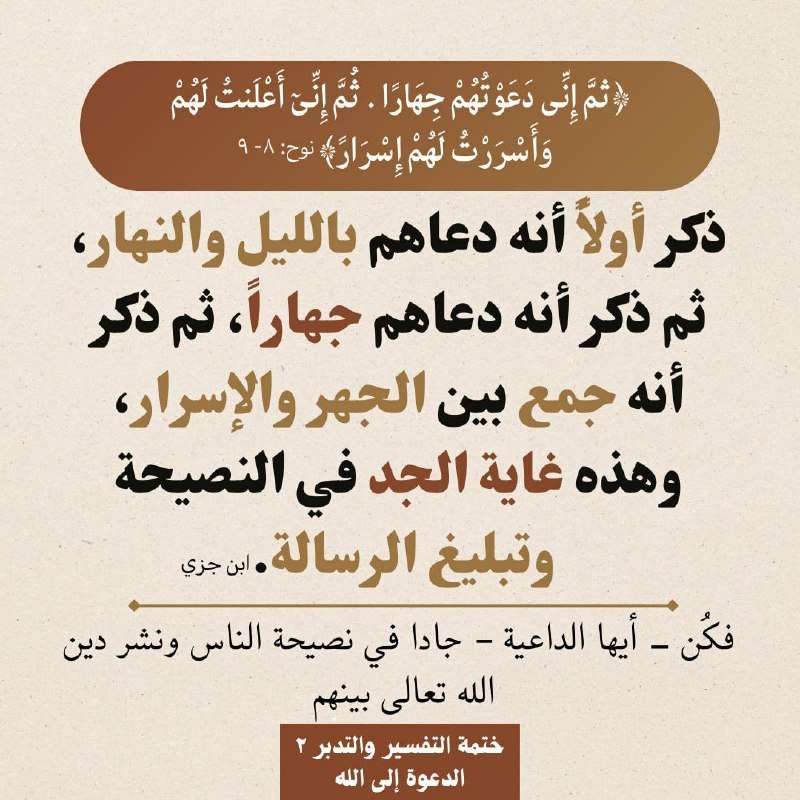 ﴿ثُمَّ إِنِّى دَعَوْتُهُمْ جِهَارًا . ثُمَّ إِنِّىٓ أَعْلَنتُ لَهُمْ
وَأَسْرَرْتُ لَهُمْ إِسْرَارًا﴾ نوح: ٨- ٩
ذكر أولاً أنه دعاهم بالليل والنهار،
ثم ذكر أنه دعاهم جهاراً، ثم ذكر
أنه جمع بين الجهر والإسرار،
وهذه غاية الجد في النصيحة
وتبليغ الرسالة. ابن جزي
فكُن – أيها الداعية – جادا في نصيحة الناس ونشر دين
الله تعالى بينهم
ختمة التفسير والتدبر ٢
الدعوة إلى الله